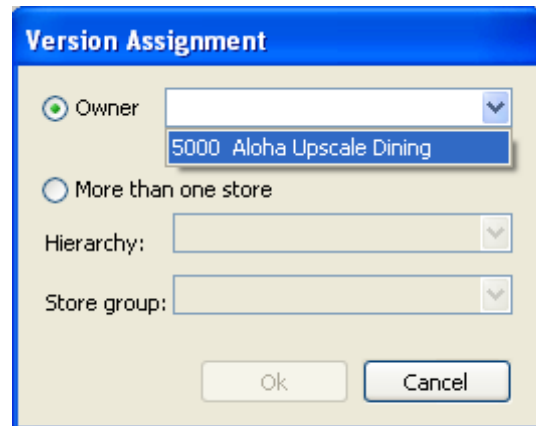 Version Assignment
Owner
5000 Aloha Upscale Dining
More than one store
Hierarchy:
Store group:
Ok Cancel